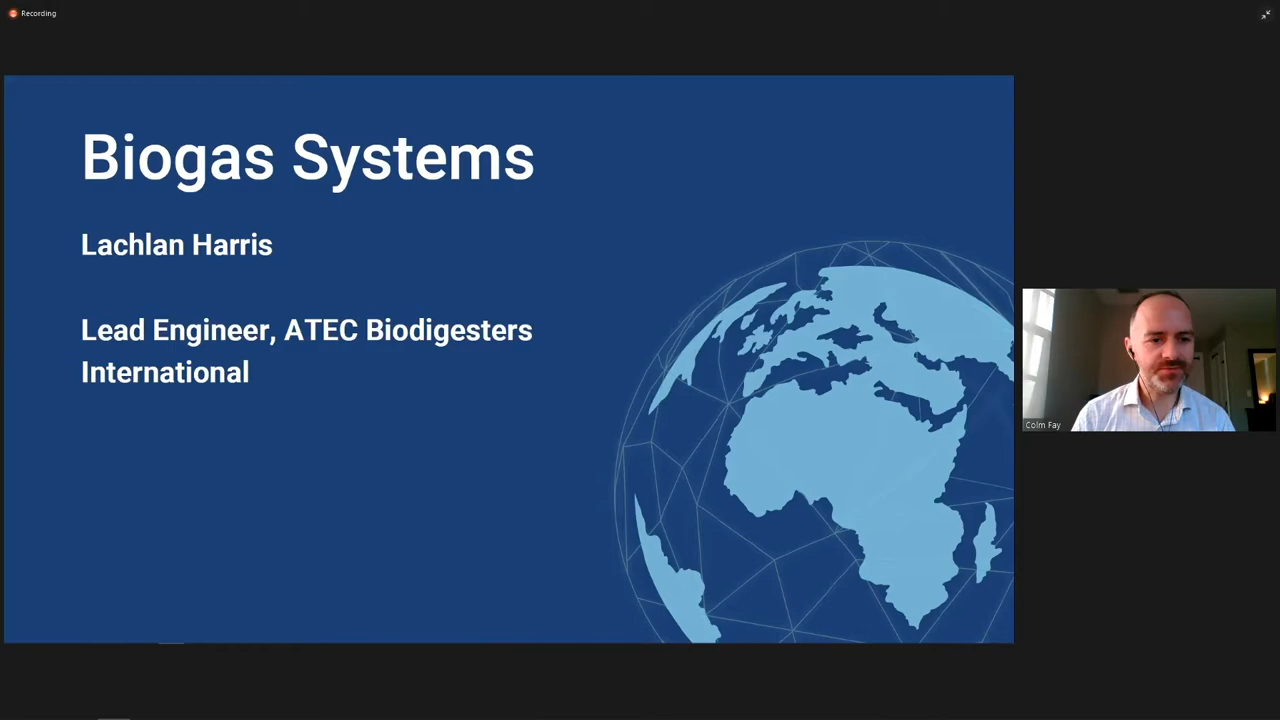 Recording
Biogas Systems
Lachlan Harris
Lead Engineer, ATEC Biodigesters
International
Colm Fay